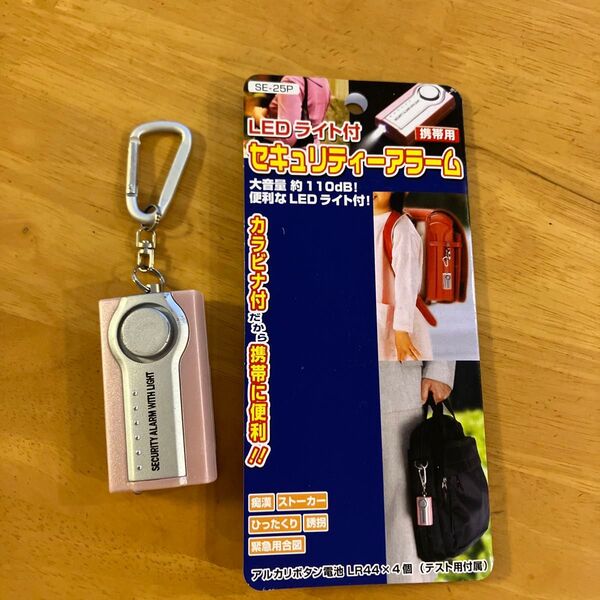 SECURITY ALARM WITH LIGHT
SE-25P
LEDライト付
携帯用
セキュリティーアラーム
大音量 約110dB!
便利なLEDライト付!
カラビナ付だから携帯に便利!!
痴漢 ストーカー
ひったくり 誘拐
緊急用合図
アルカリボタン電池 LR44×4個 (テスト用付属)